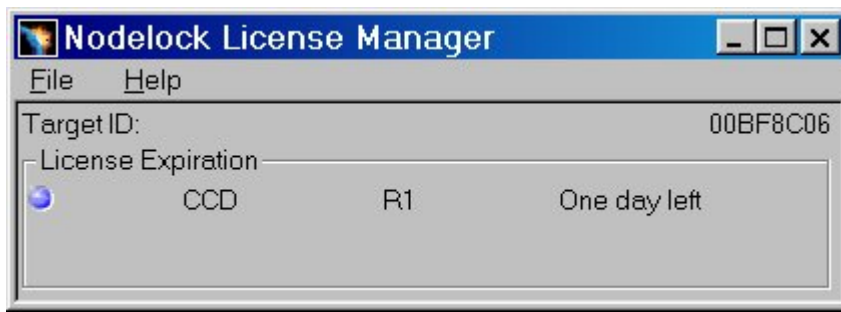 Nodelock License Manager
File Help
Target ID: 00BF8C06
License Expiration
CCD R1 One day left